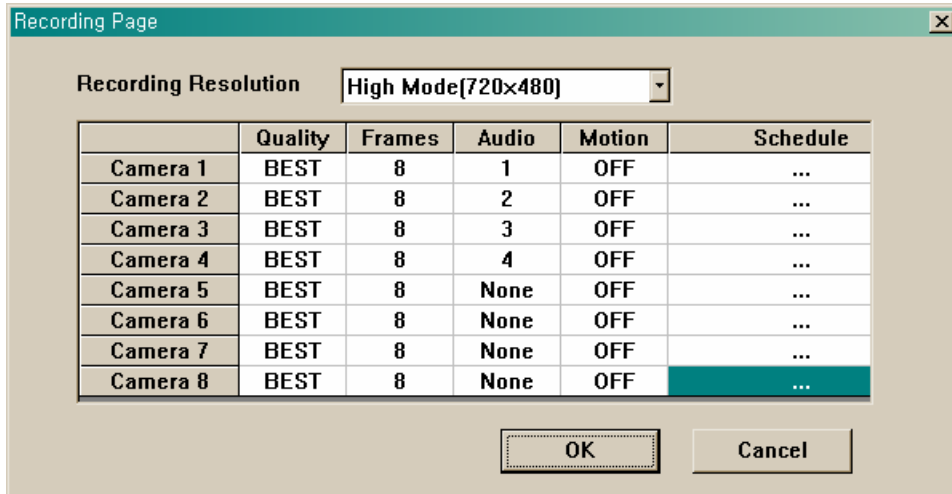 Recording Page
Recording Resolution High Mode(720×480)
Quality Frames Audio Motion Schedule
Camera 1 BEST 8 1 OFF ...
Camera 2 BEST 8 2 OFF ...
Camera 3 BEST 8 3 OFF ...
Camera 4 BEST 8 4 OFF ...
Camera 5 BEST 8 None OFF ...
Camera 6 BEST 8 None OFF ...
Camera 7 BEST 8 None OFF ...
Camera 8 BEST 8 None OFF ...
OK Cancel